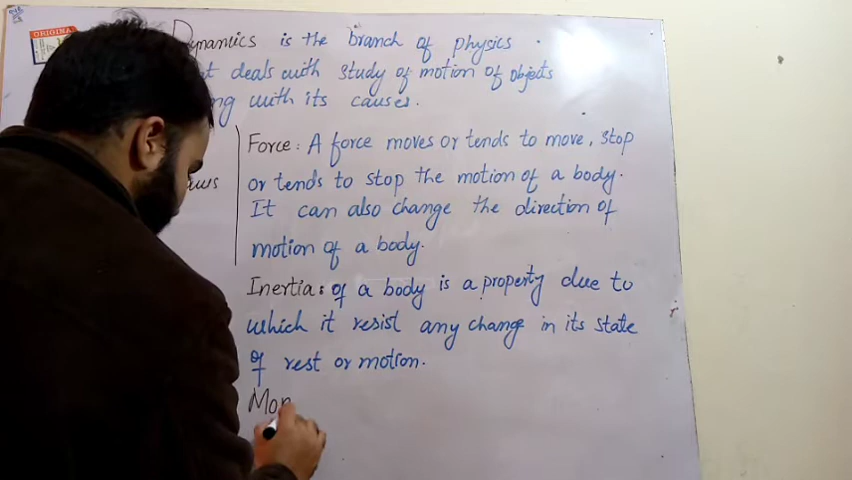 ORIGINA
Dynamics is the branch of physics
deals with study of motion of objects
with its causes.
Force: A force moves or tends to move, stop
or tends to stop the motion of a body.
It can also change the direction of
motion of a body.
Inertia: of a body is a property due to
which it resist any change in its state
of rest or motion.
Mom